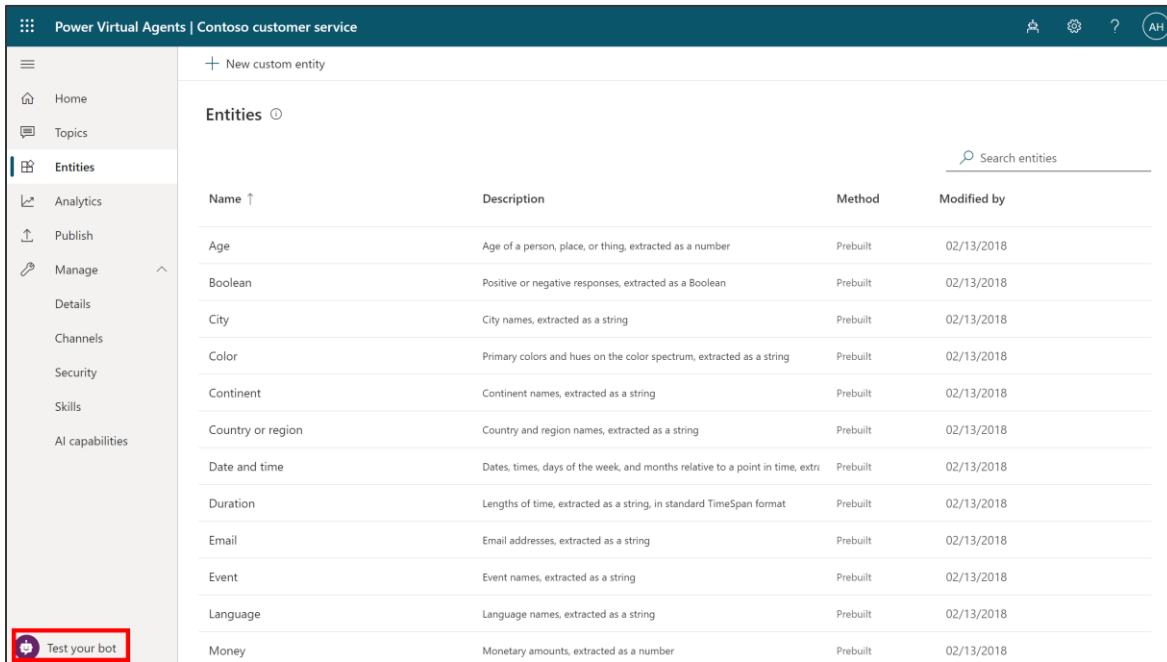 Power Virtual Agents | Contoso customer service
? AH
+ New custom entity
Home
Topics
Entities
Analytics
Publish
Manage
Details
Channels
Security
Skills
AI capabilities
Test your bot
Entities
Search entities
Name ↑ Description Method Modified by
Age Age of a person, place, or thing, extracted as a number Prebuilt 02/13/2018
Boolean Positive or negative responses, extracted as a Boolean Prebuilt 02/13/2018
City City names, extracted as a string Prebuilt 02/13/2018
Color Primary colors and hues on the color spectrum, extracted as a string Prebuilt 02/13/2018
Continent Continent names, extracted as a string Prebuilt 02/13/2018
Country or region Country and region names, extracted as a string Prebuilt 02/13/2018
Date and time Dates, times, days of the week, and months relative to a point in time, extra Prebuilt 02/13/2018
Duration Lengths of time, extracted as a string, in standard TimeSpan format Prebuilt 02/13/2018
Email Email addresses, extracted as a string Prebuilt 02/13/2018
Event Event names, extracted as a string Prebuilt 02/13/2018
Language Language names, extracted as a string Prebuilt 02/13/2018
Money Monetary amounts, extracted as a number Prebuilt 02/13/2018